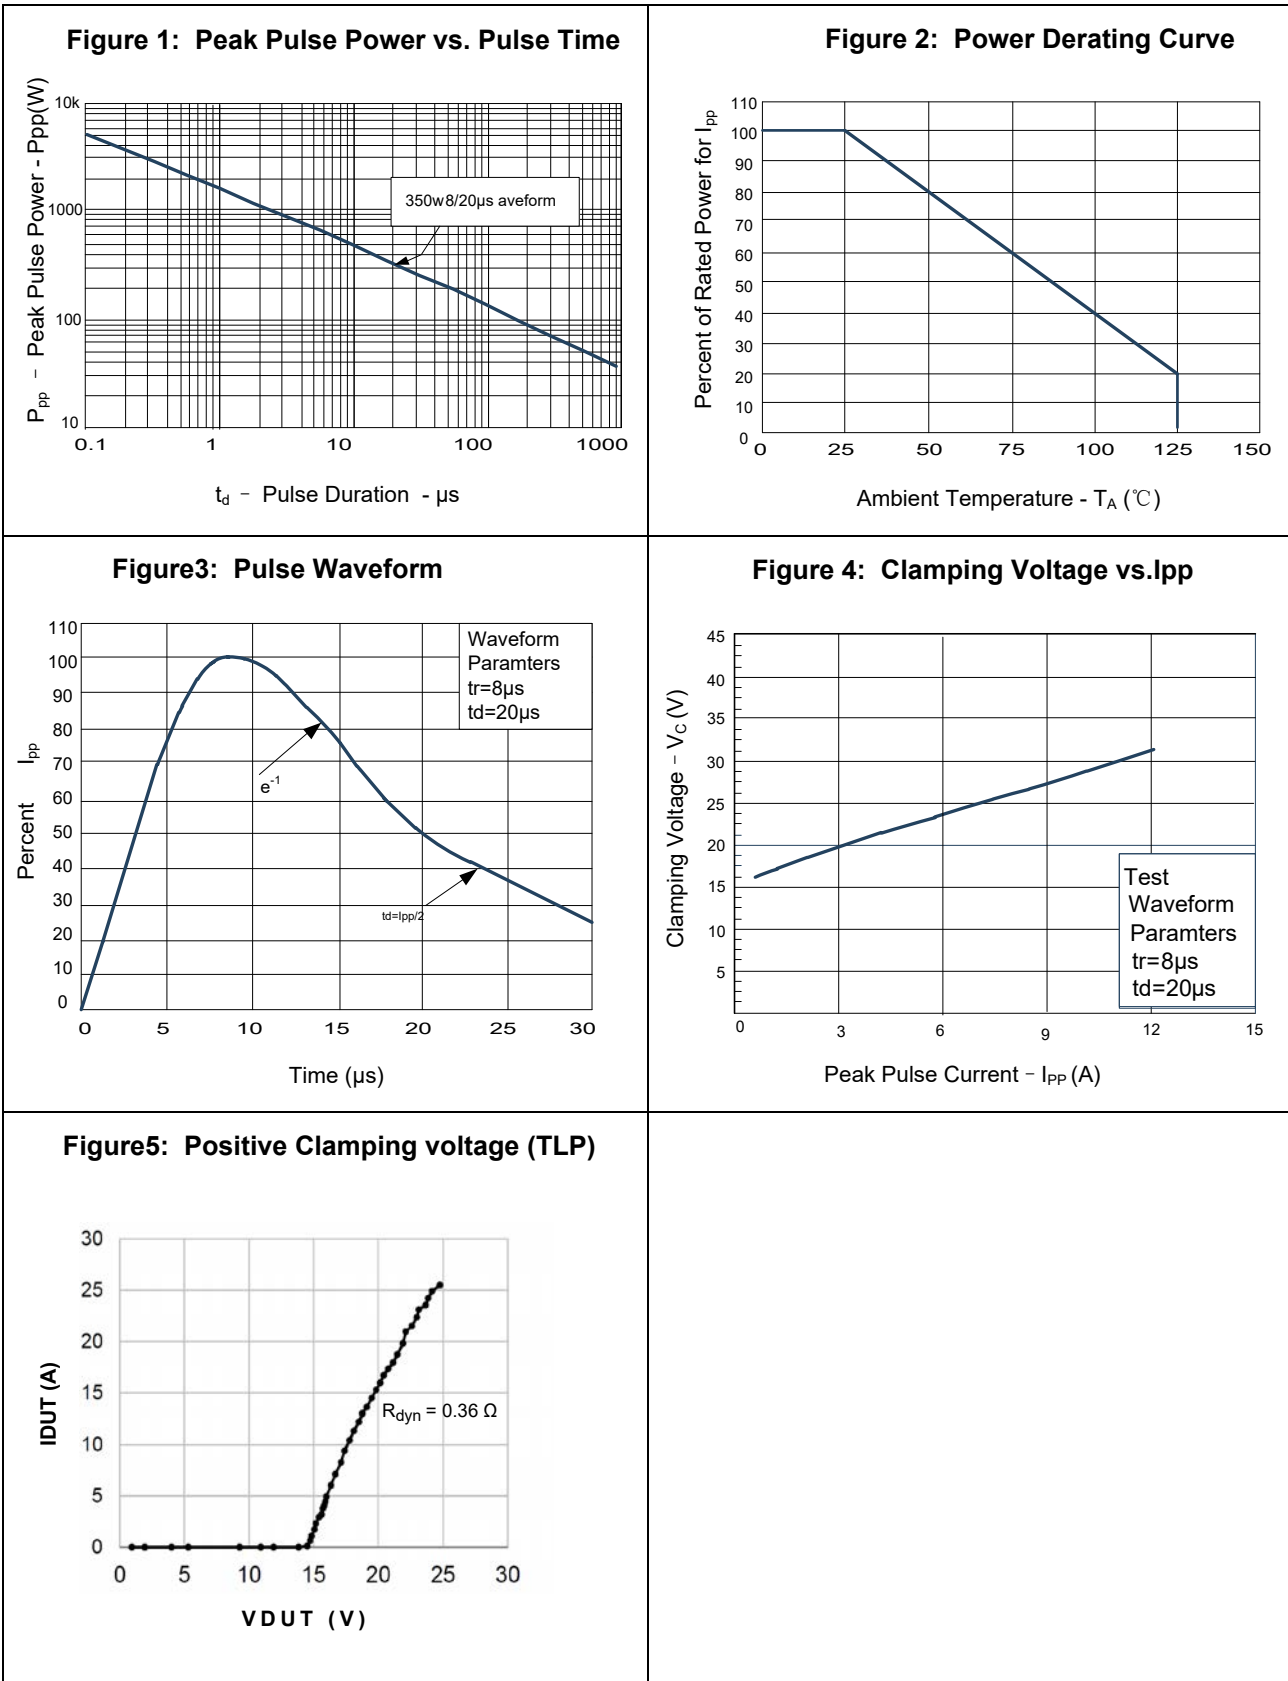 Figure 1: Peak Pulse Power vs. Pulse Time
Ppp – Peak Pulse Power - Ppp(W)
10k
1000
100
10
350w8/20µs aveform
0.1 1 10 100 1000
td – Pulse Duration - µs
Figure 2: Power Derating Curve
Percent of Rated Power for Ipp
110
100
90
80
70
60
50
40
30
20
10
0
0 25 50 75 100 125 150
Ambient Temperature - TA (℃)
Figure3: Pulse Waveform
Percent Ipp
110
100
90
80
70
60
50
40
30
20
10
0
Waveform
Paramters
tr=8µs
td=20µs
e-1
td=Ipp/2
0 5 10 15 20 25 30
Time (µs)
Figure 4: Clamping Voltage vs.Ipp
Clamping Voltage – VC (V)
45
40
35
30
25
20
15
10
5
Test
Waveform
Paramters
tr=8µs
td=20µs
0 3 6 9 12 15
Peak Pulse Current – IPP (A)
Figure5: Positive Clamping voltage (TLP)
IDUT (A)
30
25
20
15
10
5
0
Rdyn = 0.36 Ω
0 5 10 15 20 25 30
VDUT (V)